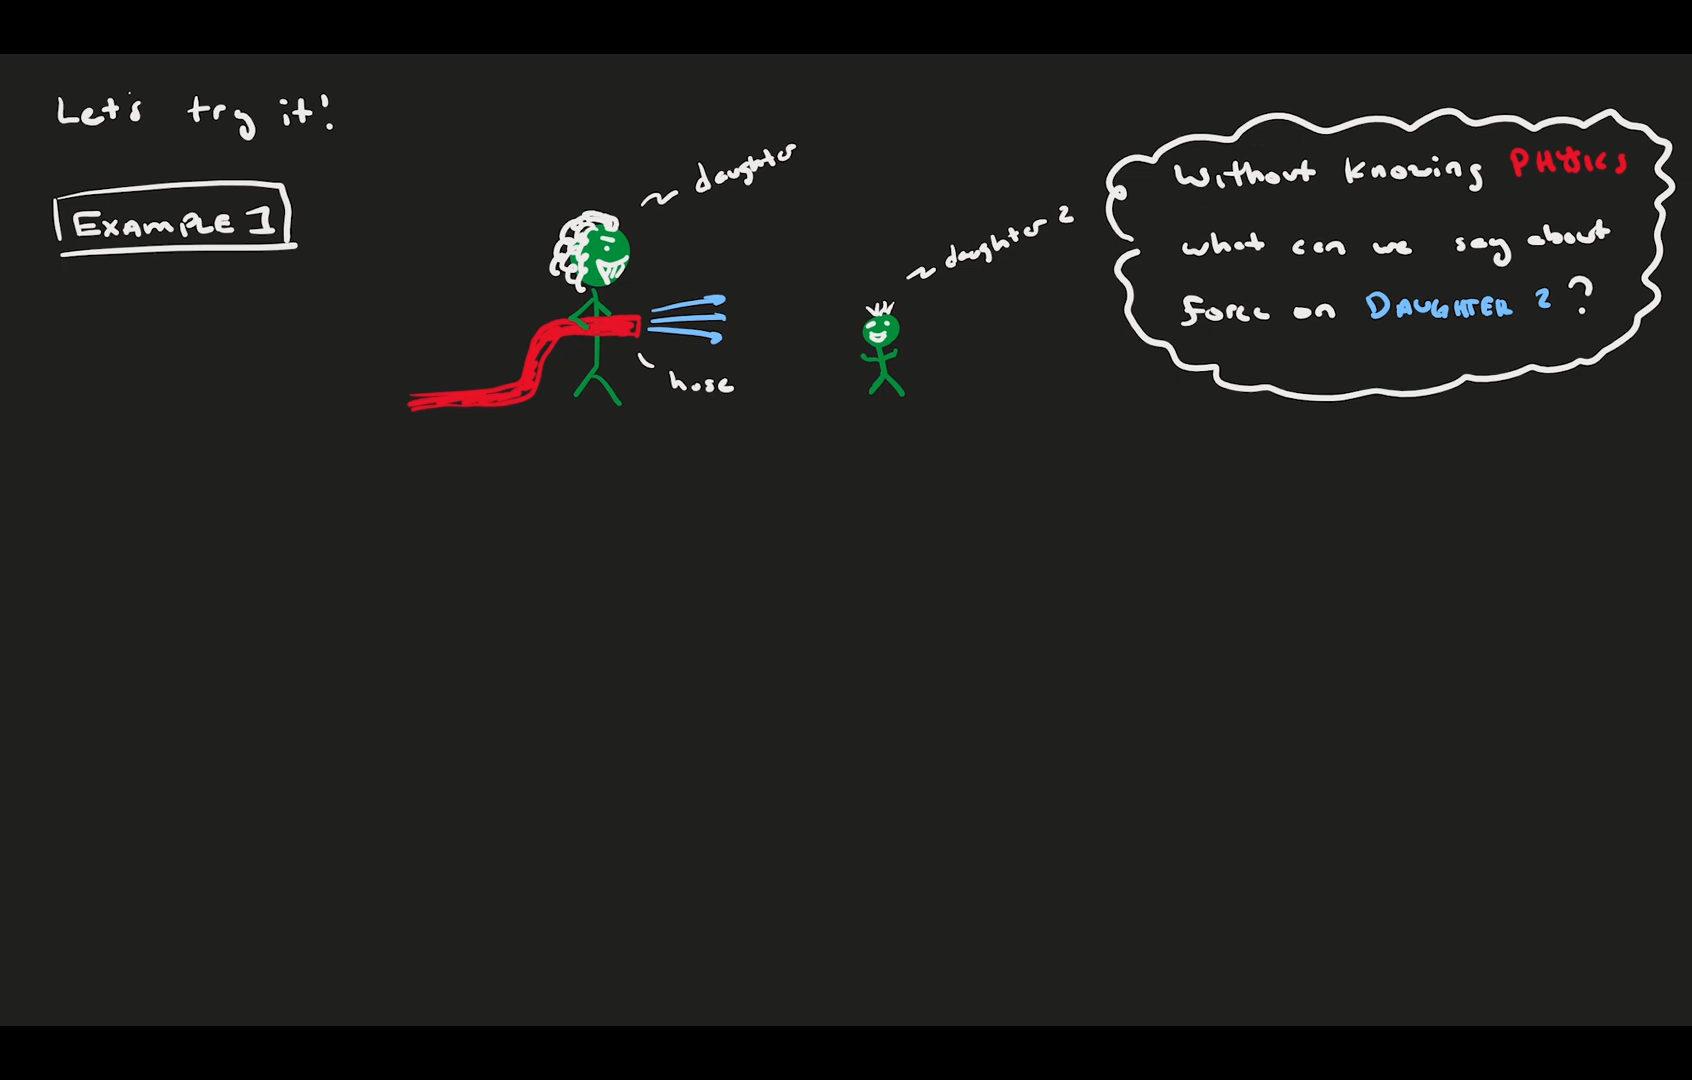 Let's try it!
EXAMPLE 1
~ daughter
~ daughter 2
hose
Without knowing PHYSICS
what can we say about
force on DAUGHTER 2?